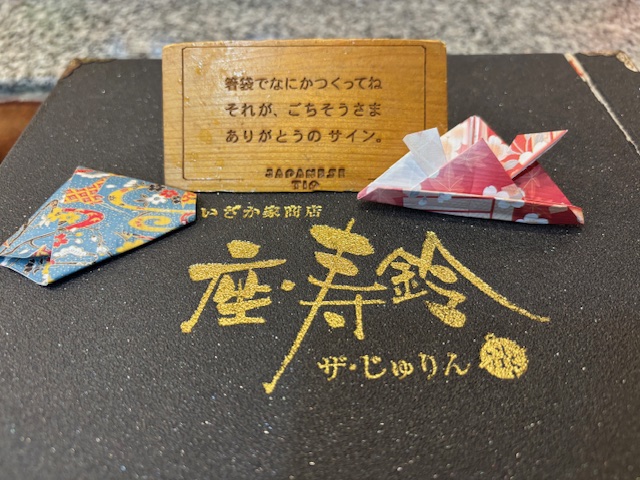 箸袋でなにかつくってね
それが、ごちそうさま
ありがとうの サイン。
JAPANESE
TIP
いざか家商店
座・寿鈴
ザ・じゅりん